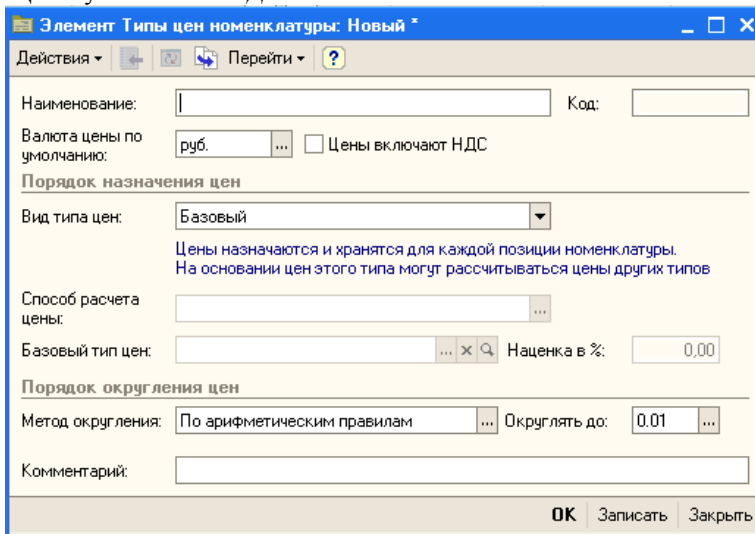 Элемент Типы цен номенклатуры: Новый *
Действия Перейти ?
Наименование: Код:
Валюта цены по умолчанию: руб. ... Цены включают НДС
Порядок назначения цен
Вид типа цен: Базовый
Цены назначаются и хранятся для каждой позиции номенклатуры.
На основании цен этого типа могут рассчитываться цены других типов
Способ расчета цены: ...
Базовый тип цен: ... x Наценка в %: 0,00
Порядок округления цен
Метод округления: По арифметическим правилам ... Округлять до: 0.01 ...
Комментарий:
OK Записать Закрыть